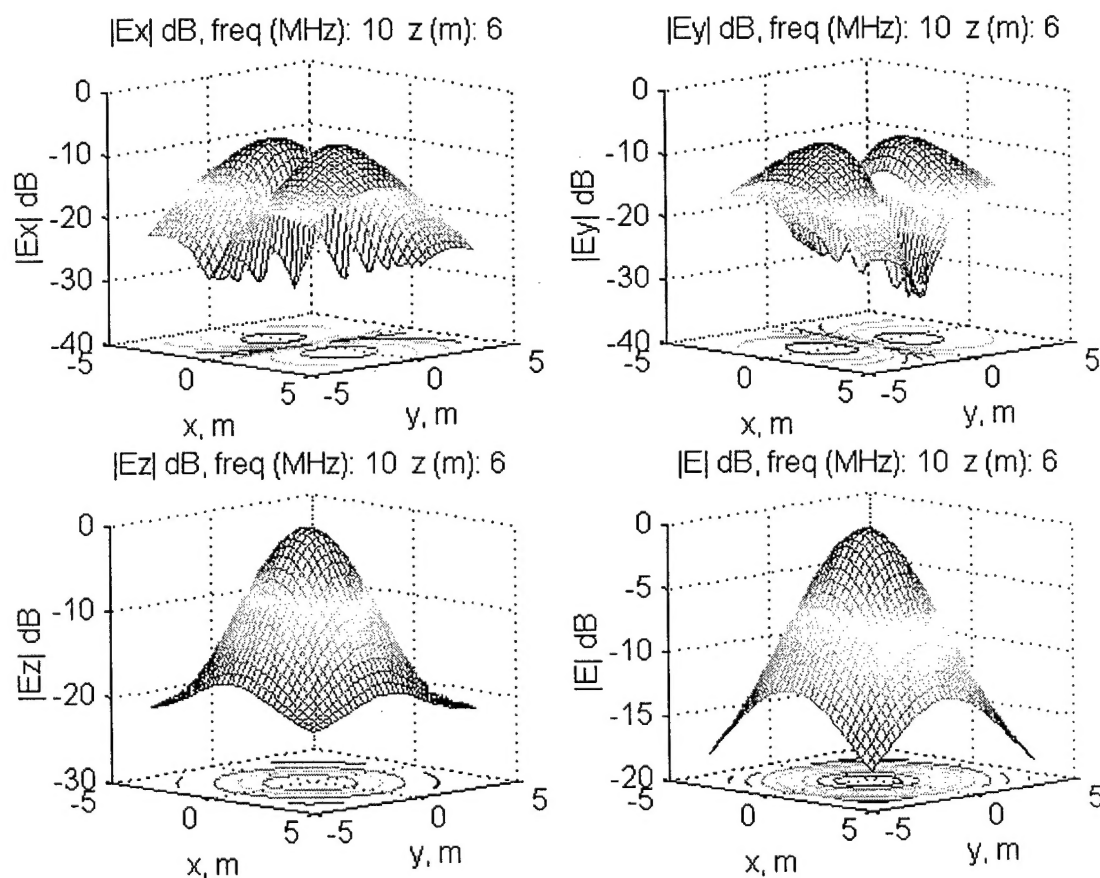 |Ex| dB, freq (MHz): 10 z (m): 6
0
-10
-20
-30
-40
|Ex| dB
-5
0
5
x, m
-5
0
5
y, m
|Ey| dB, freq (MHz): 10 z (m): 6
0
-10
-20
-30
-40
|Ey| dB
-5
0
5
x, m
-5
0
5
y, m
|Ez| dB, freq (MHz): 10 z (m): 6
0
-10
-20
-30
|Ez| dB
-5
0
5
x, m
-5
0
5
y, m
|E| dB, freq (MHz): 10 z (m): 6
0
-5
-10
-15
-20
|E| dB
-5
0
5
x, m
-5
0
5
y, m